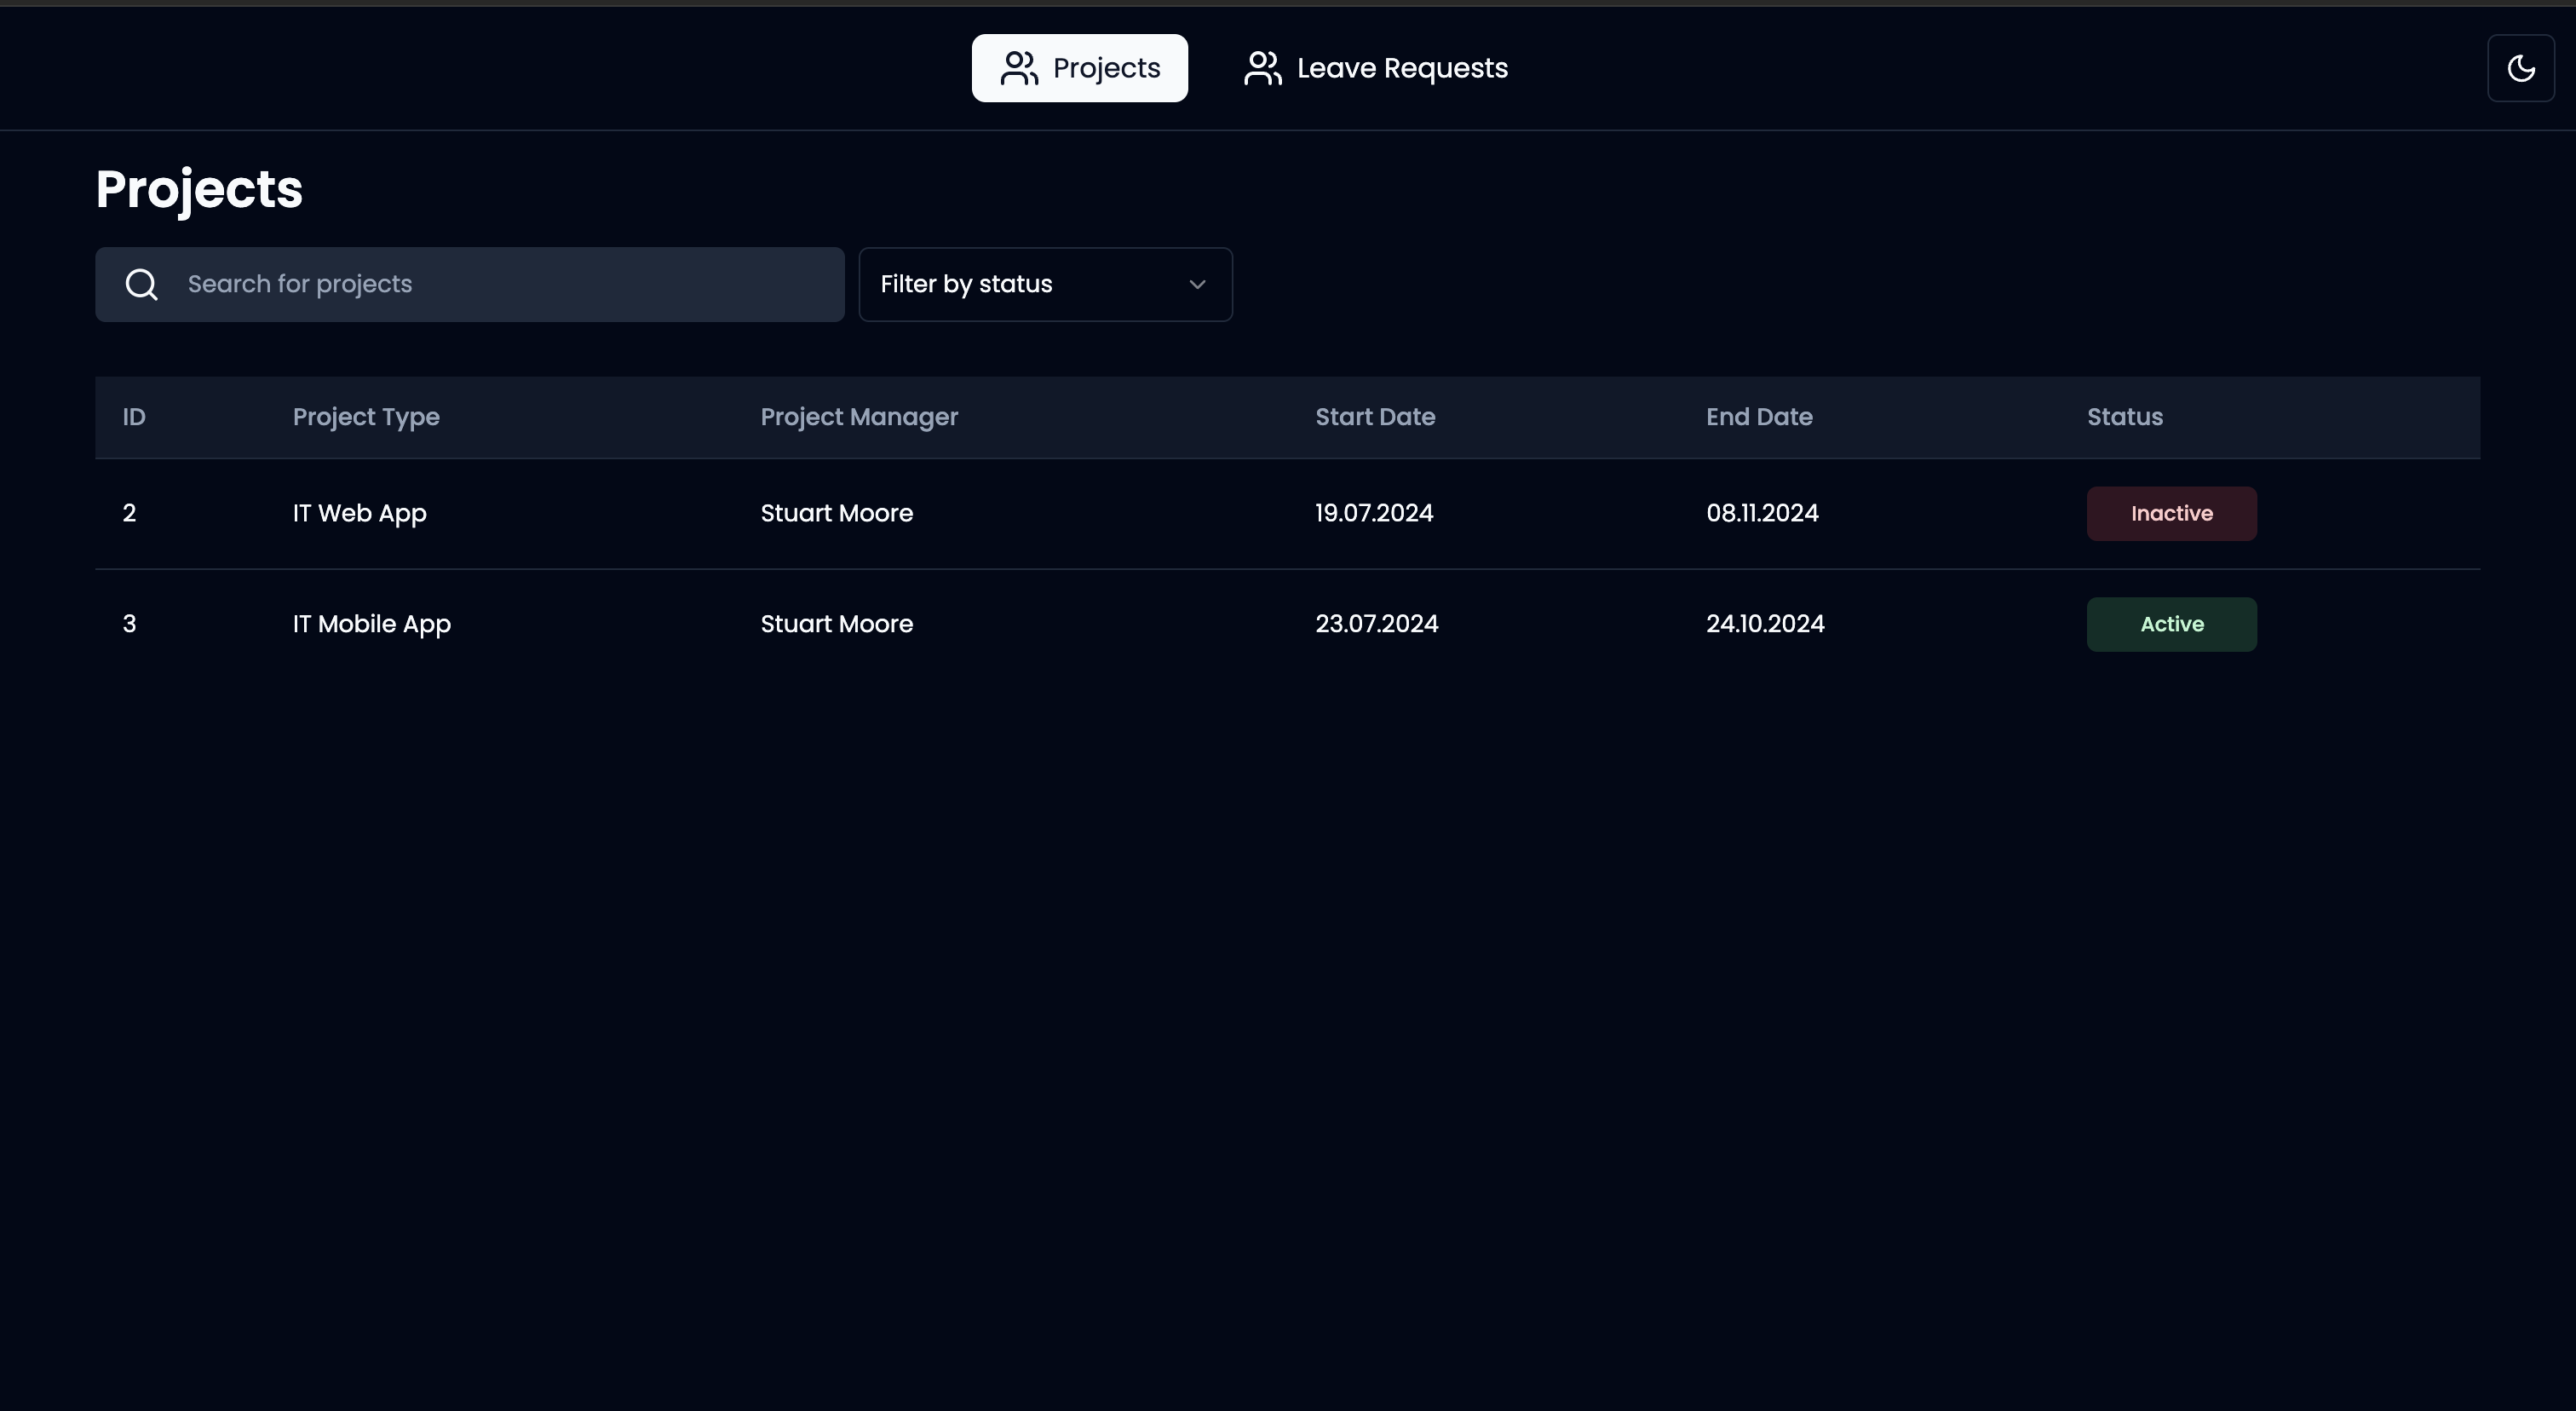 Projects Leave Requests
Projects
Search for projects Filter by status
ID Project Type Project Manager Start Date End Date Status
2 IT Web App Stuart Moore 19.07.2024 08.11.2024 Inactive
3 IT Mobile App Stuart Moore 23.07.2024 24.10.2024 Active